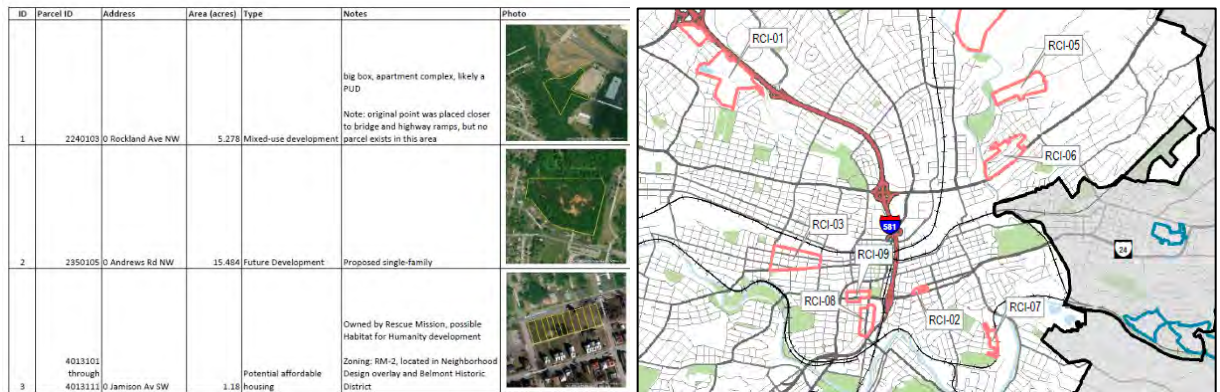 ID Parcel ID Address Area (acres) Type Notes Photo
big box, apartment complex, likely a
PUD
Note: original point was placed closer
to bridge and highway ramps, but no
parcel exists in this area
1 2240103 0 Rockland Ave NW 5.278 Mixed-use development
2 2350105 0 Andrews Rd NW 15.484 Future Development Proposed single-family
Owned by Rescue Mission, possible
Habitat for Humanity development
Zoning: RM-2, located in Neighborhood
Design overlay and Belmont Historic
District
4013101
through
4013111 0 Jamison Av SW
Potential affordable
housing
3 1.18
RCI-01
RCI-05
RCI-06
RCI-03
581
24
RCI-09
RCI-08
RCI-02
RCI-07